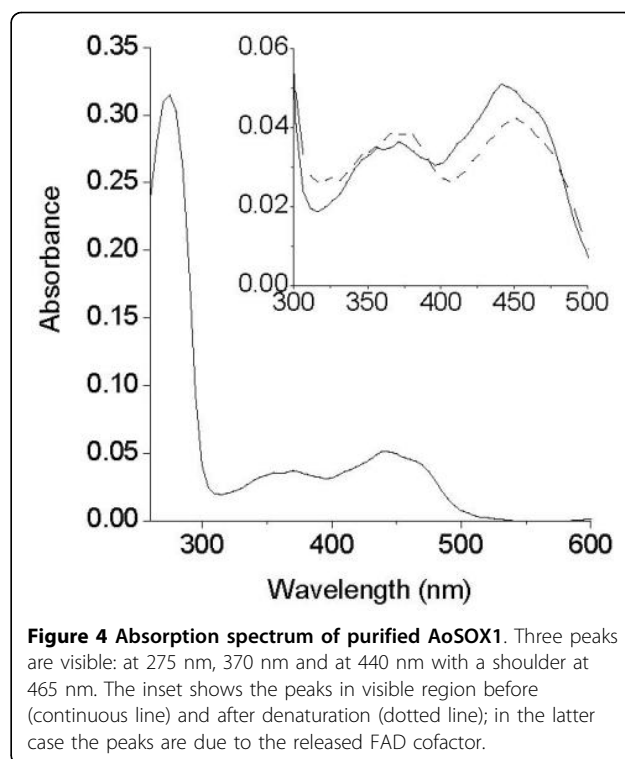 0.35
0.30
0.25
0.20
0.15
0.10
0.05
0.00
Absorbance
300 400 500 600
Wavelength (nm)
0.06
0.04
0.02
0.00
300 350 400 450 500
Figure 4 Absorption spectrum of purified AoSOX1. Three peaks
are visible: at 275 nm, 370 nm and at 440 nm with a shoulder at
465 nm. The inset shows the peaks in visible region before
(continuous line) and after denaturation (dotted line); in the latter
case the peaks are due to the released FAD cofactor.